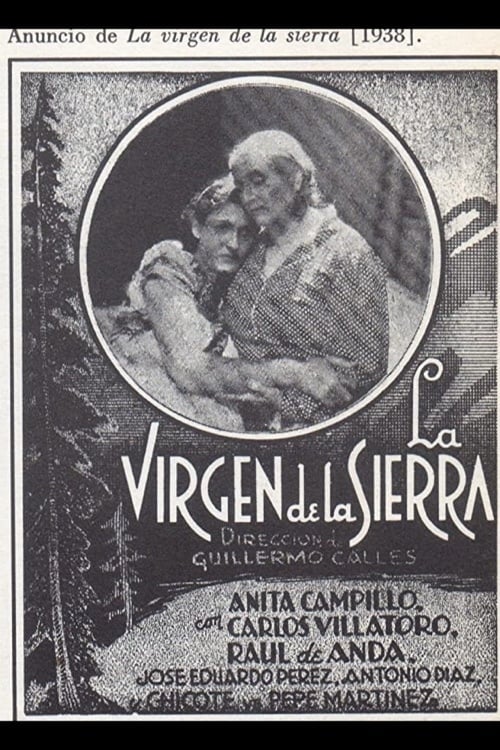 Anuncio de La virgen de la sierra [1938].
La
VIRGEN de la SIERRA
DIRECCION de
GUILLERMO CALLES
ANITA CAMPILLO.
con CARLOS VILLATORO,
RAUL de ANDA.
JOSE EDUARDO PEREZ, ANTONIO DIAZ,
CHICOTE y PEPE MARTINEZ